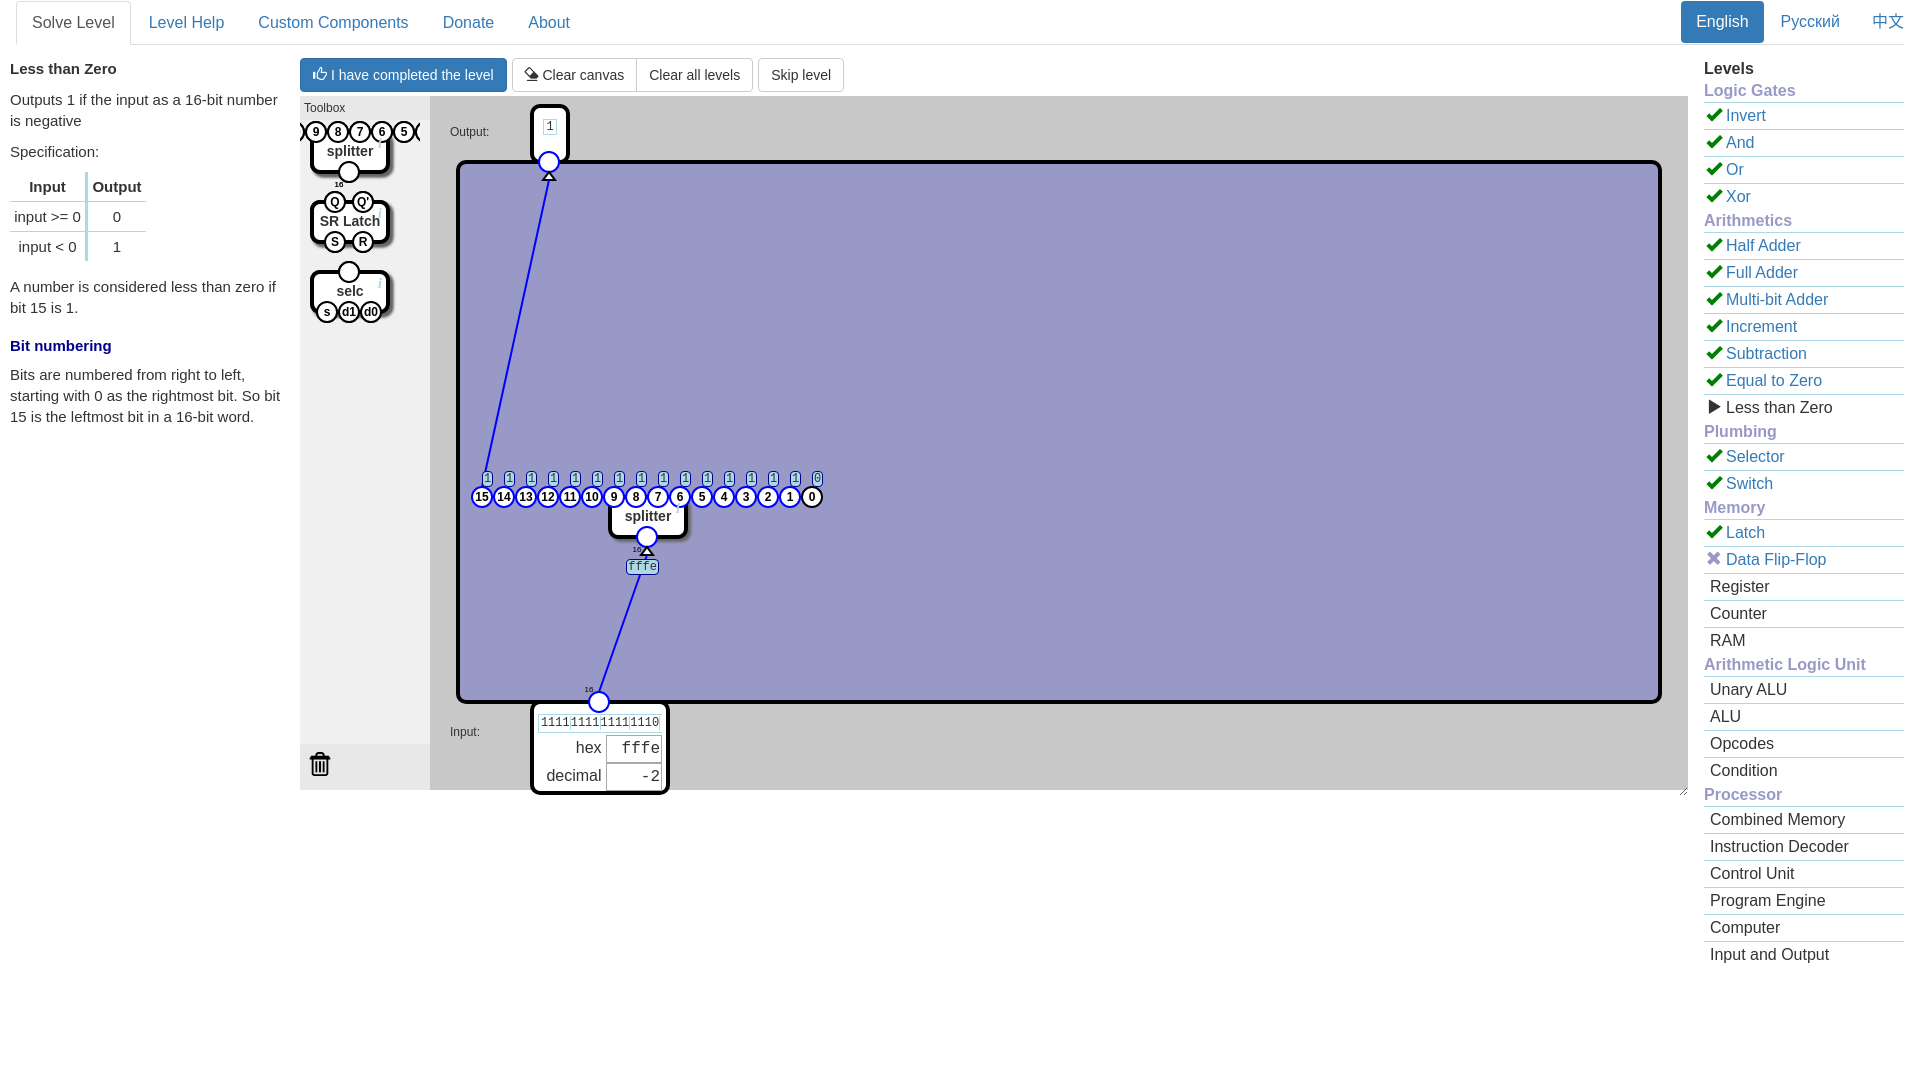 Solve Level
Level Help
Custom Components
Donate
About
English
Русский
中文
Less than Zero
Outputs 1 if the input as a 16-bit number
is negative
Specification:
Input Output
input >= 0 0
input < 0 1
A number is considered less than zero if
bit 15 is 1.
Bit numbering
Bits are numbered from right to left,
starting with 0 as the rightmost bit. So bit
15 is the leftmost bit in a 16-bit word.
I have completed the level
Clear canvas
Clear all levels
Skip level
Toolbox
9 8 7 6 5
splitter
16
Q Q'
SR Latch
S R
selc
s d1 d0
Output:
1
1 1 1 1 1 1 1 1 1 1 1 1 1 1 1 0
15 14 13 12 11 10 9 8 7 6 5 4 3 2 1 0
splitter
16
fffe
16
Input:
1111 1111 1111 1110
hex fffe
decimal -2
Levels
Logic Gates
Invert
And
Or
Xor
Arithmetics
Half Adder
Full Adder
Multi-bit Adder
Increment
Subtraction
Equal to Zero
Less than Zero
Plumbing
Selector
Switch
Memory
Latch
Data Flip-Flop
Register
Counter
RAM
Arithmetic Logic Unit
Unary ALU
ALU
Opcodes
Condition
Processor
Combined Memory
Instruction Decoder
Control Unit
Program Engine
Computer
Input and Output